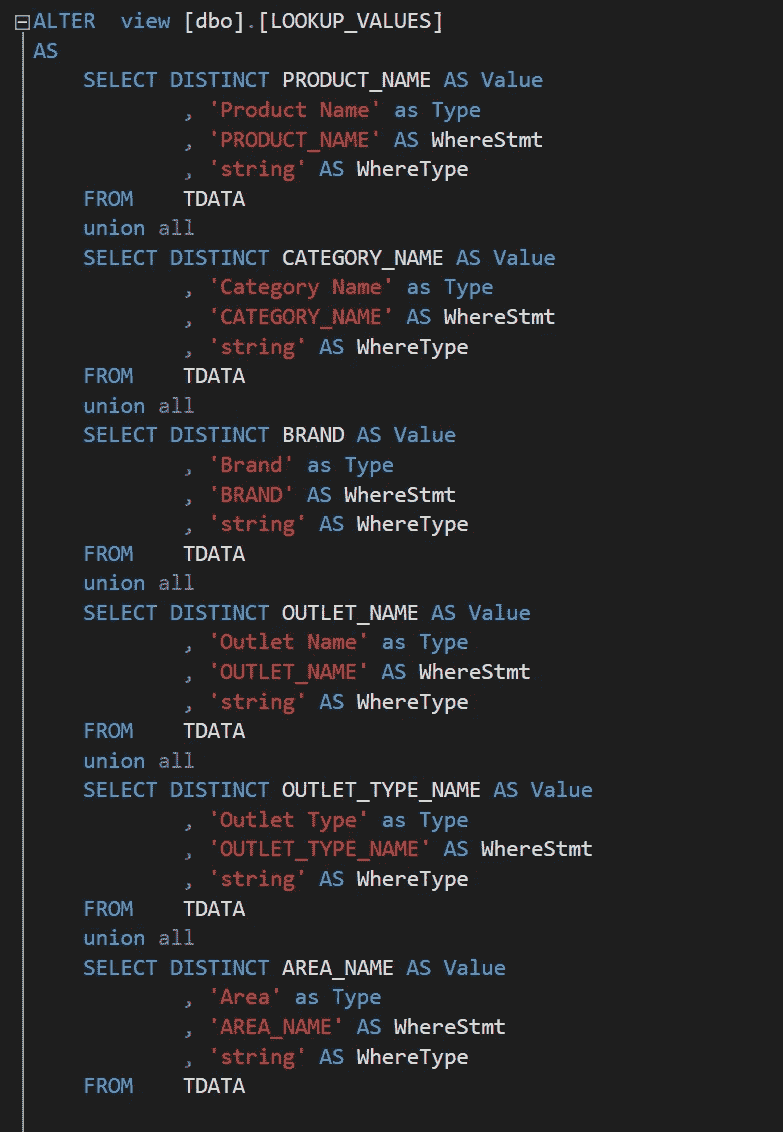 ALTER  view [dbo].[LOOKUP_VALUES]
AS
    SELECT DISTINCT PRODUCT_NAME AS Value
            , 'Product Name' as Type
            , 'PRODUCT_NAME' AS WhereStmt
            , 'string' AS WhereType
    FROM    TDATA
    union all
    SELECT DISTINCT CATEGORY_NAME AS Value
            , 'Category Name' as Type
            , 'CATEGORY_NAME' AS WhereStmt
            , 'string' AS WhereType
    FROM    TDATA
    union all
    SELECT DISTINCT BRAND AS Value
            , 'Brand' as Type
            , 'BRAND' AS WhereStmt
            , 'string' AS WhereType
    FROM    TDATA
    union all
    SELECT DISTINCT OUTLET_NAME AS Value
            , 'Outlet Name' as Type
            , 'OUTLET_NAME' AS WhereStmt
            , 'string' AS WhereType
    FROM    TDATA
    union all
    SELECT DISTINCT OUTLET_TYPE_NAME AS Value
            , 'Outlet Type' as Type
            , 'OUTLET_TYPE_NAME' AS WhereStmt
            , 'string' AS WhereType
    FROM    TDATA
    union all
    SELECT DISTINCT AREA_NAME AS Value
            , 'Area' as Type
            , 'AREA_NAME' AS WhereStmt
            , 'string' AS WhereType
    FROM    TDATA